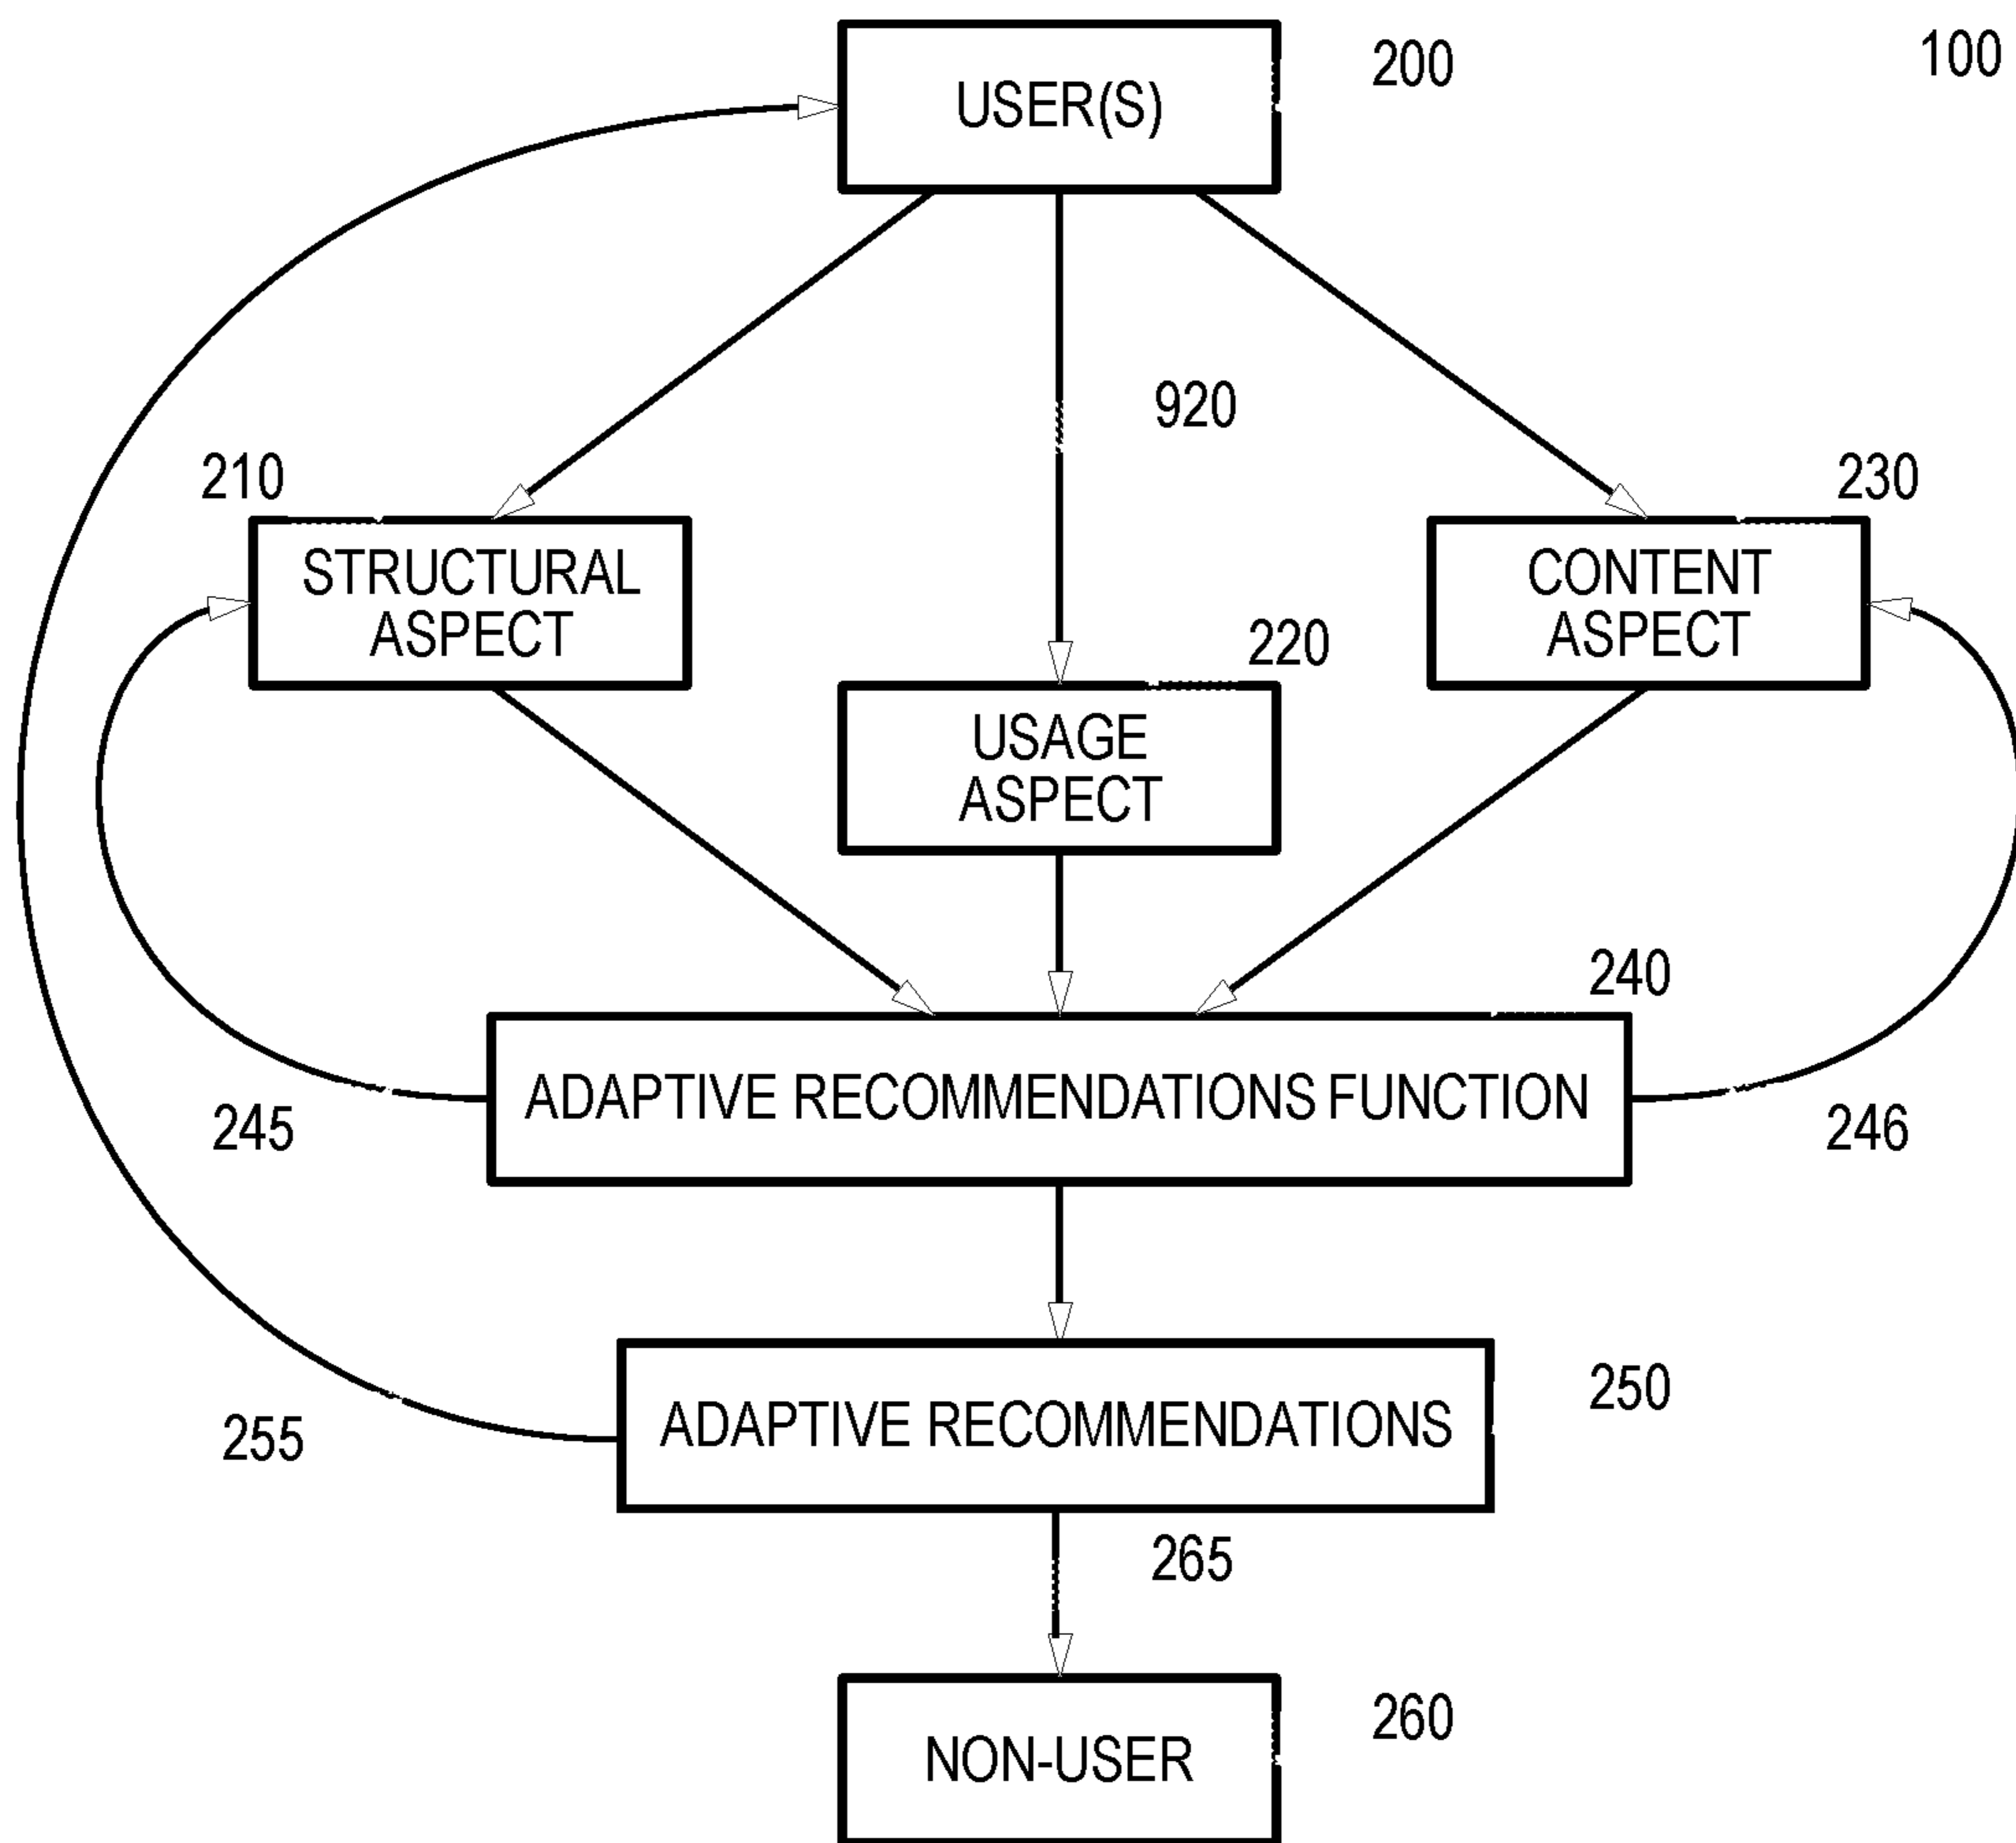 100
200
USER(S)
920
210
230
STRUCTURAL
ASPECT
CONTENT
ASPECT
220
USAGE
ASPECT
240
ADAPTIVE RECOMMENDATIONS FUNCTION
245
246
250
ADAPTIVE RECOMMENDATIONS
255
265
260
NON-USER